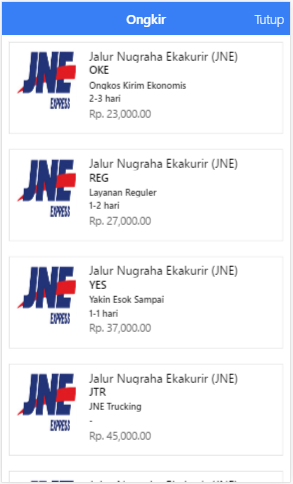 Ongkir
Tutup
JNE
EXPRESS
Jalur Nugraha Ekakurir (JNE)
OKE
Ongkos Kirim Ekonomis
2-3 hari
Rp. 23,000.00
JNE
EXPRESS
Jalur Nugraha Ekakurir (JNE)
REG
Layanan Reguler
1-2 hari
Rp. 27,000.00
JNE
EXPRESS
Jalur Nugraha Ekakurir (JNE)
YES
Yakin Esok Sampai
1-1 hari
Rp. 37,000.00
JNE
EXPRESS
Jalur Nugraha Ekakurir (JNE)
JTR
JNE Trucking
-
Rp. 45,000.00